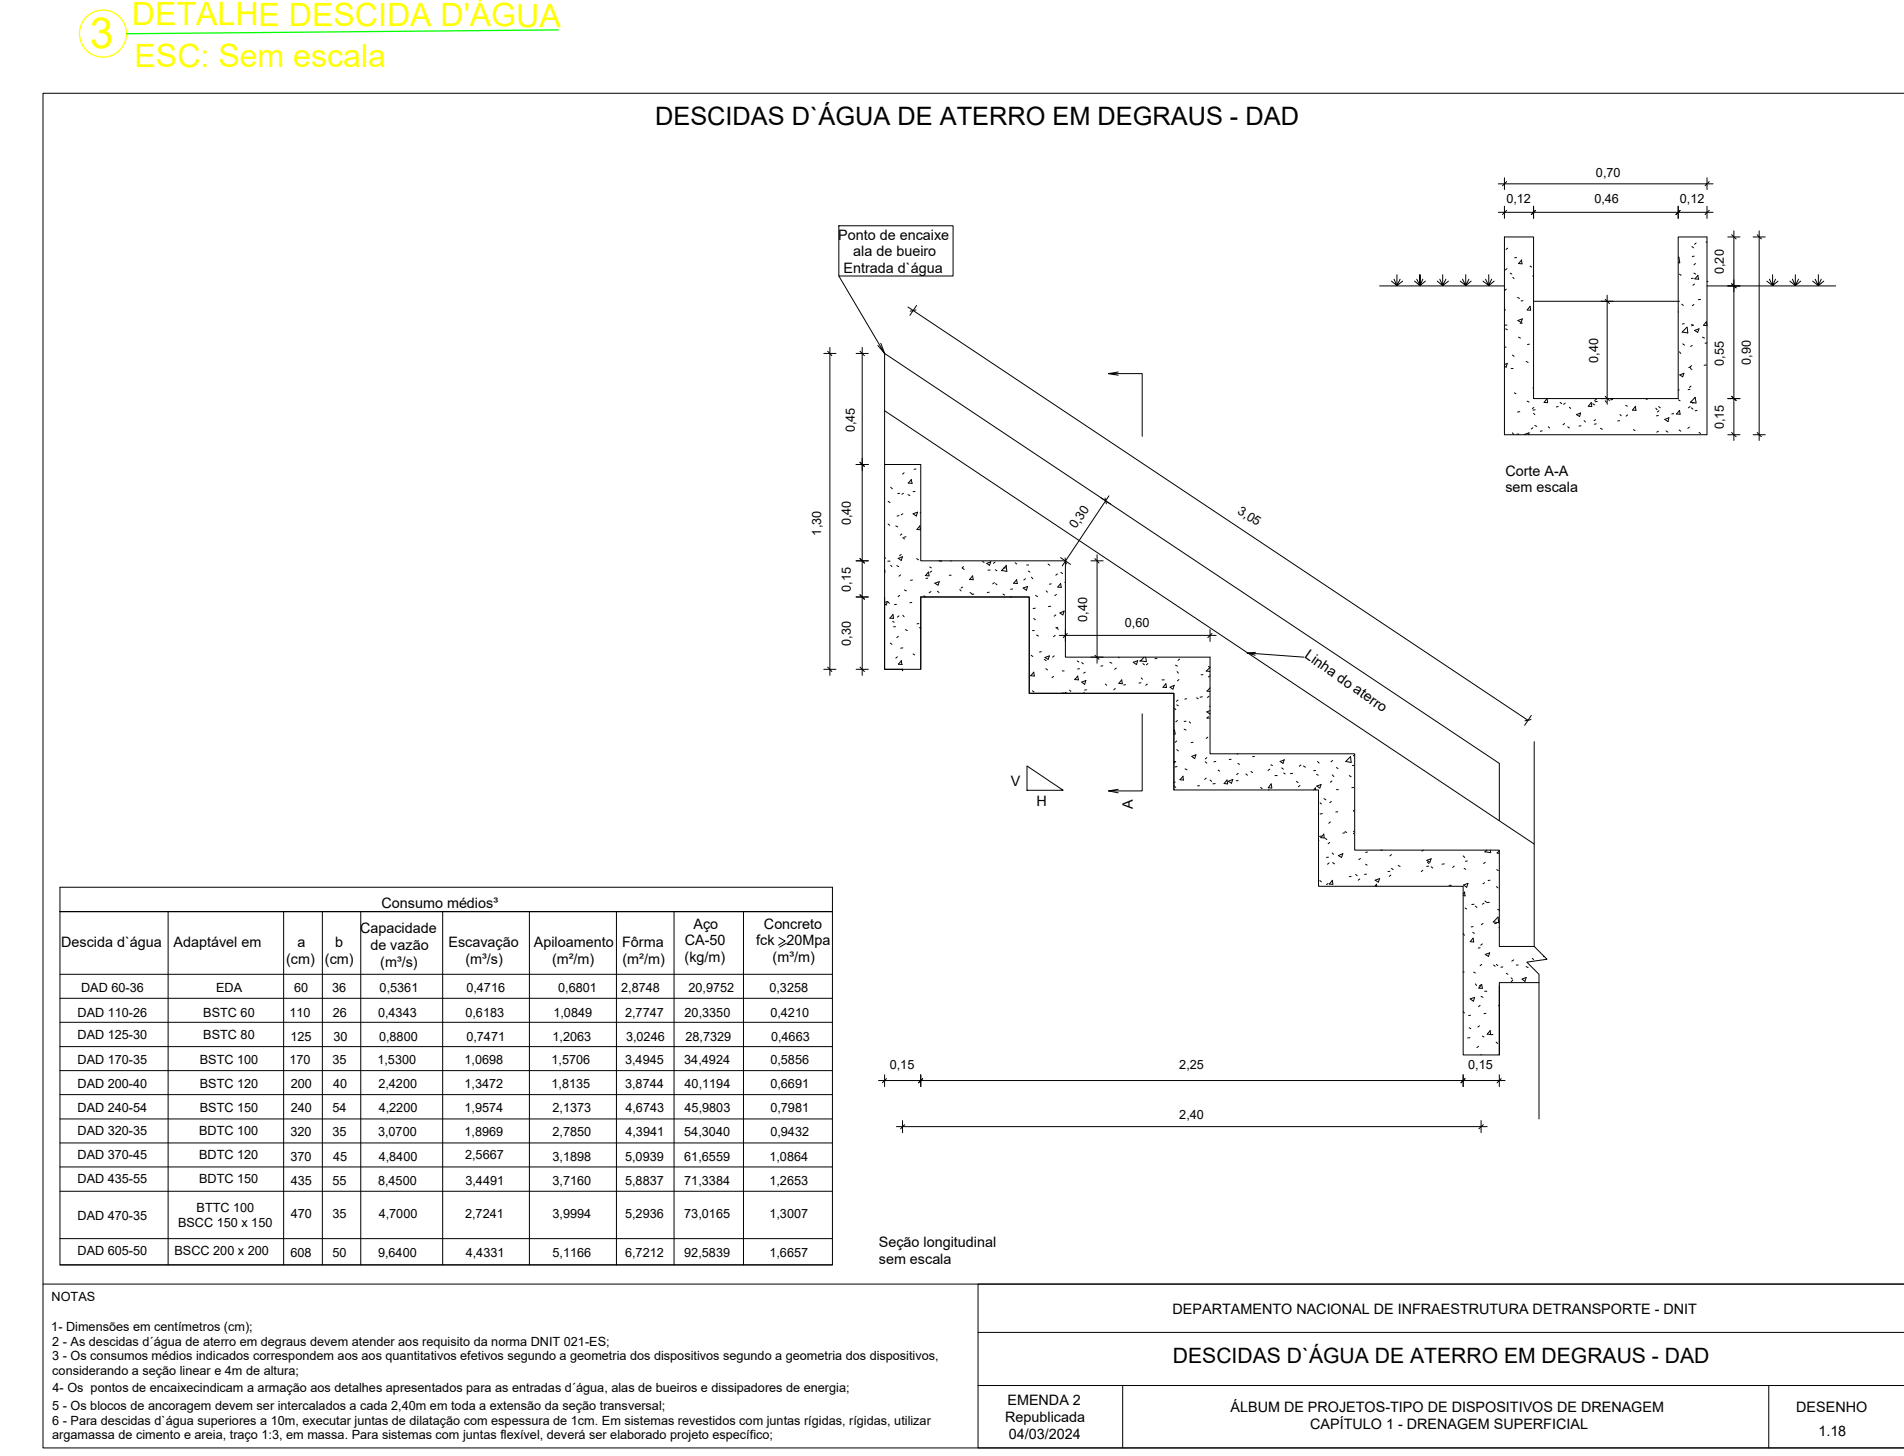 3 DETALHE DESCIDA D'ÁGUA
ESC: Sem escala
DESCIDAS D`ÁGUA DE ATERRO EM DEGRAUS - DAD
0,70
0,12 0,46 0,12
0,20
0,40
0,55
0,90
0,15
Corte A-A
sem escala
Ponto de encaixe
ala de bueiro
Entrada d`água
0,45
0,40
1,30
0,15
0,30
0,30
3,05
0,40
0,60
Linha do aterro
V
H
A
0,15 2,25 0,15
2,40
Seção longitudinal
sem escala
Consumo médios³
Descida d`água Adaptável em a (cm) b (cm) Capacidade de vazão (m³/s) Escavação (m³/s) Apiloamento (m²/m) Fôrma (m²/m) Aço CA-50 (kg/m) Concreto fck ≥20Mpa (m³/m)
DAD 60-36 EDA 60 36 0,5361 0,4716 0,6801 2,8748 20,9752 0,3258
DAD 110-26 BSTC 60 110 26 0,4343 0,6183 1,0849 2,7747 20,3350 0,4210
DAD 125-30 BSTC 80 125 30 0,8800 0,7471 1,2063 3,0246 28,7329 0,4663
DAD 170-35 BSTC 100 170 35 1,5300 1,0698 1,5706 3,4945 34,4924 0,5856
DAD 200-40 BSTC 120 200 40 2,4200 1,3472 1,8135 3,8744 40,1194 0,6691
DAD 240-54 BSTC 150 240 54 4,2200 1,9574 2,1373 4,6743 45,9803 0,7981
DAD 320-35 BDTC 100 320 35 3,0700 1,8969 2,7850 4,3941 54,3040 0,9432
DAD 370-45 BDTC 120 370 45 4,8400 2,5667 3,1898 5,0939 61,6559 1,0864
DAD 435-55 BDTC 150 435 55 8,4500 3,4491 3,7160 5,8837 71,3384 1,2653
DAD 470-35 BTTC 100 BSCC 150 x 150 470 35 4,7000 2,7241 3,9994 5,2936 73,0165 1,3007
DAD 605-50 BSCC 200 x 200 608 50 9,6400 4,4331 5,1166 6,7212 92,5839 1,6657
NOTAS
1- Dimensões em centímetros (cm);
2 - As descidas d´água de aterro em degraus devem atender aos requisito da norma DNIT 021-ES;
3 - Os consumos médios indicados correspondem aos aos quantitativos efetivos segundo a geometria dos dispositivos segundo a geometria dos dispositivos,
considerando a seção linear e 4m de altura;
4- Os pontos de encaixecindicam a armação aos detalhes apresentados para as entradas d´água, alas de bueiros e dissipadores de energia;
5 - Os blocos de ancoragem devem ser intercalados a cada 2,40m em toda a extensão da seção transversal;
6 - Para descidas d`água superiores a 10m, executar juntas de dilatação com espessura de 1cm. Em sistemas revestidos com juntas rígidas, rígidas, utilizar
argamassa de cimento e areia, traço 1:3, em massa. Para sistemas com juntas flexível, deverá ser elaborado projeto específico;
DEPARTAMENTO NACIONAL DE INFRAESTRUTURA DETRANSPORTE - DNIT
DESCIDAS D`ÁGUA DE ATERRO EM DEGRAUS - DAD
EMENDA 2
Republicada
04/03/2024
ÁLBUM DE PROJETOS-TIPO DE DISPOSITIVOS DE DRENAGEM
CAPÍTULO 1 - DRENAGEM SUPERFICIAL
DESENHO
1.18